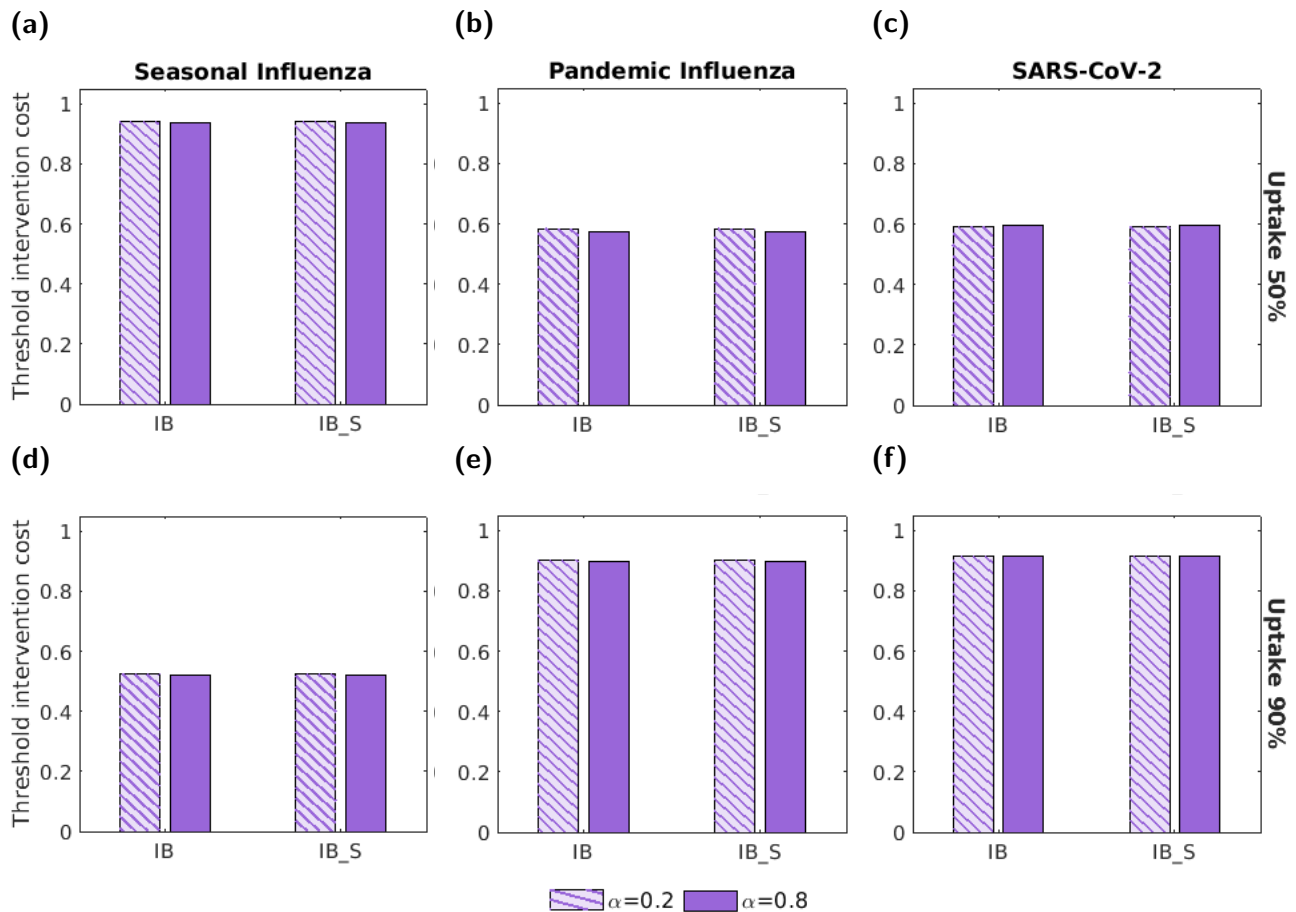 (a)
(b)
(c)
Seasonal Influenza
Pandemic Influenza
SARS-CoV-2
Threshold intervention cost
1
0.8
0.6
0.4
0.2
0
IB
IB_S
1
0.8
0.6
0.4
0.2
0
IB
IB_S
1
0.8
0.6
0.4
0.2
0
IB
IB_S
Uptake 50%
(d)
(e)
(f)
Threshold intervention cost
1
0.8
0.6
0.4
0.2
0
IB
IB_S
1
0.8
0.6
0.4
0.2
0
IB
IB_S
1
0.8
0.6
0.4
0.2
0
IB
IB_S
Uptake 90%
α=0.2 α=0.8